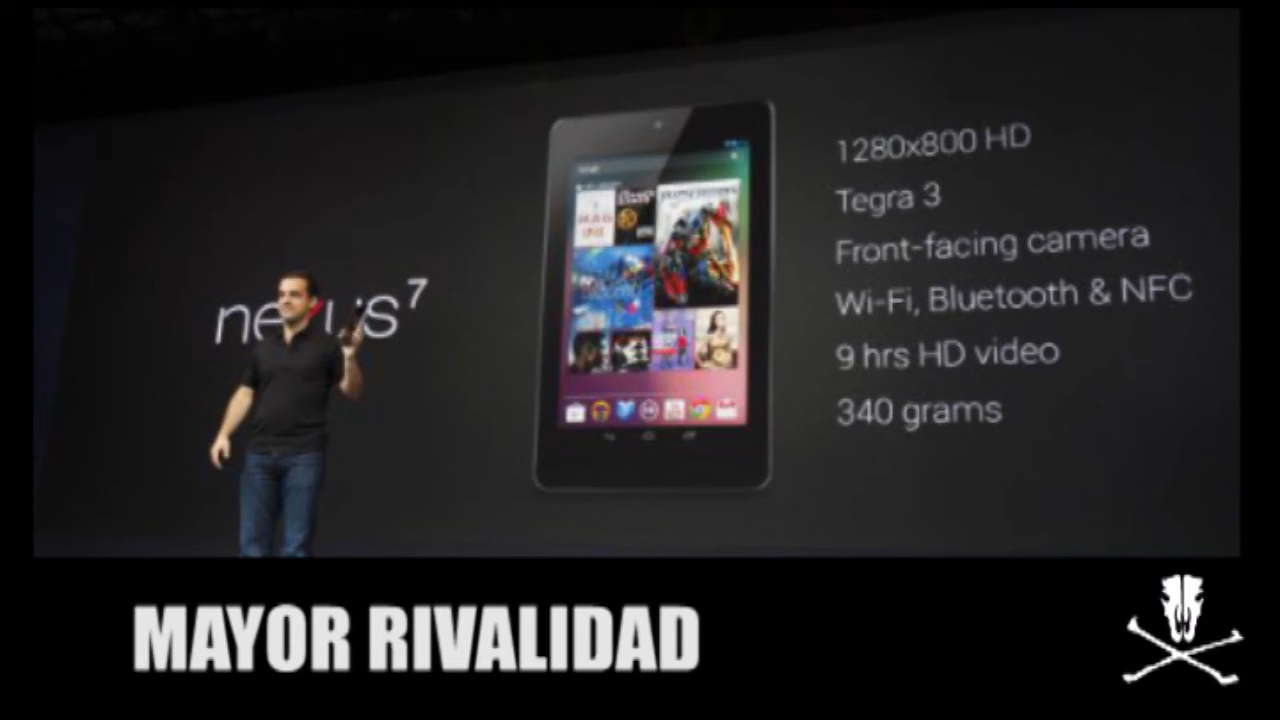 nexus7
1280x800 HD
Tegra 3
Front-facing camera
Wi-Fi, Bluetooth & NFC
9 hrs HD video
340 grams
MAYOR RIVALIDAD